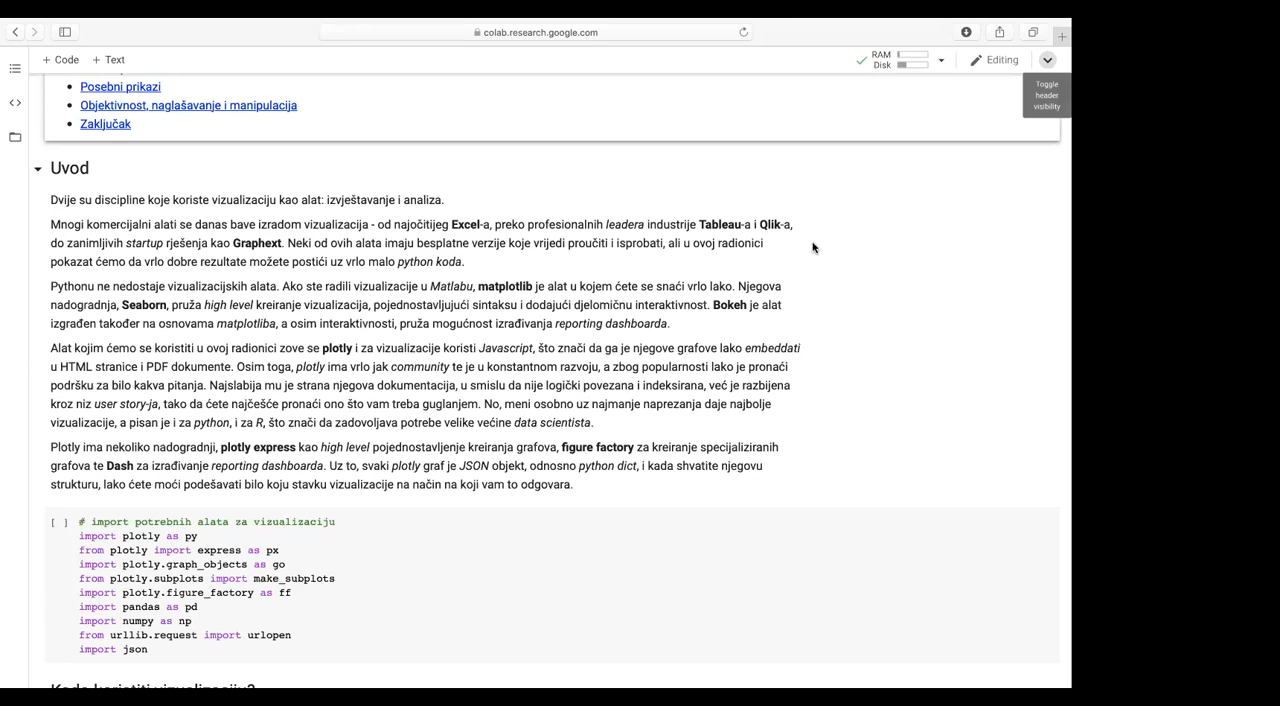 colab.research.google.com
+ Code + Text
RAM
Disk
Editing
Toggle
header
visibility
Posebni prikazi
Objektivnost, naglašavanje i manipulacija
Zaključak
Uvod
Dvije su discipline koje koriste vizualizaciju kao alat: izvještavanje i analiza.
Mnogi komercijalni alati se danas bave izradom vizualizacija - od najočitijeg Excel-a, preko profesionalnih leadera industrije Tableau-a i Qlik-a,
do zanimljivih startup rješenja kao Graphext. Neki od ovih alata imaju besplatne verzije koje vrijedi proučiti i isprobati, ali u ovoj radionici
pokazat ćemo da vrlo dobre rezultate možete postići uz vrlo malo python koda.
Pythonu ne nedostaje vizualizacijskih alata. Ako ste radili vizualizacije u Matlabu, matplotlib je alat u kojem ćete se snaći vrlo lako. Njegova
nadogradnja, Seaborn, pruža high level kreiranje vizualizacija, pojednostavljujući sintaksu i dodajući djelomičnu interaktivnost. Bokeh je alat
izgrađen također na osnovama matplotliba, a osim interaktivnosti, pruža mogućnost izrađivanja reporting dashboarda.
Alat kojim ćemo se koristiti u ovoj radionici zove se plotly i za vizualizacije koristi Javascript, što znači da ga je njegove grafove lako embeddati
u HTML stranice i PDF dokumente. Osim toga, plotly ima vrlo jak community te je u konstantnom razvoju, a zbog popularnosti lako je pronaći
podršku za bilo kakva pitanja. Najslabija mu je strana njegova dokumentacija, u smislu da nije logički povezana i indeksirana, već je razbijena
kroz niz user story-ja, tako da ćete najčešće pronaći ono što vam treba guglanjem. No, meni osobno uz najmanje naprezanja daje najbolje
vizualizacije, a pisan je i za python, i za R, što znači da zadovoljava potrebe velike većine data scientista.
Plotly ima nekoliko nadogradnji, plotly express kao high level pojednostavljenje kreiranja grafova, figure factory za kreiranje specijaliziranih
grafova te Dash za izrađivanje reporting dashboarda. Uz to, svaki plotly graf je JSON objekt, odnosno python dict, i kada shvatite njegovu
strukturu, lako ćete moći podešavati bilo koju stavku vizualizacije na način na koji vam to odgovara.
[ ] # import potrebnih alata za vizualizaciju
import plotly as py
from plotly import express as px
import plotly.graph_objects as go
from plotly.subplots import make_subplots
import plotly.figure_factory as ff
import pandas as pd
import numpy as np
from urllib.request import urlopen
import json